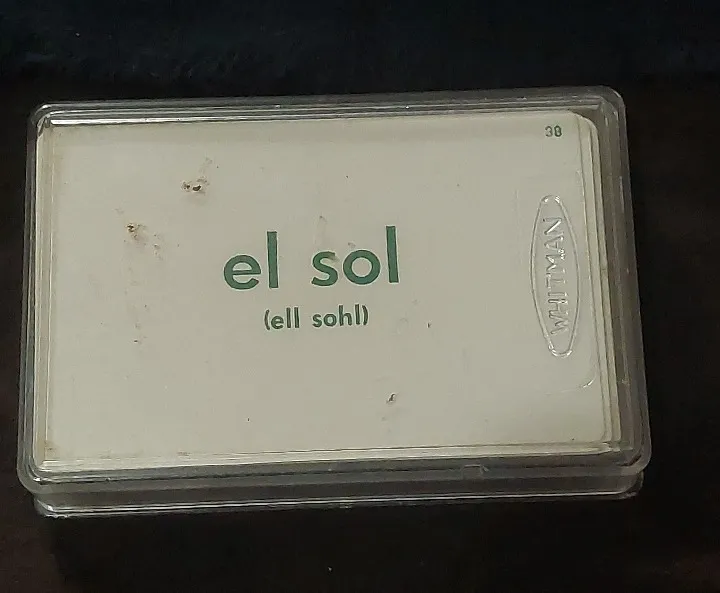 38
el sol
(ell sohl)
WHITMAN